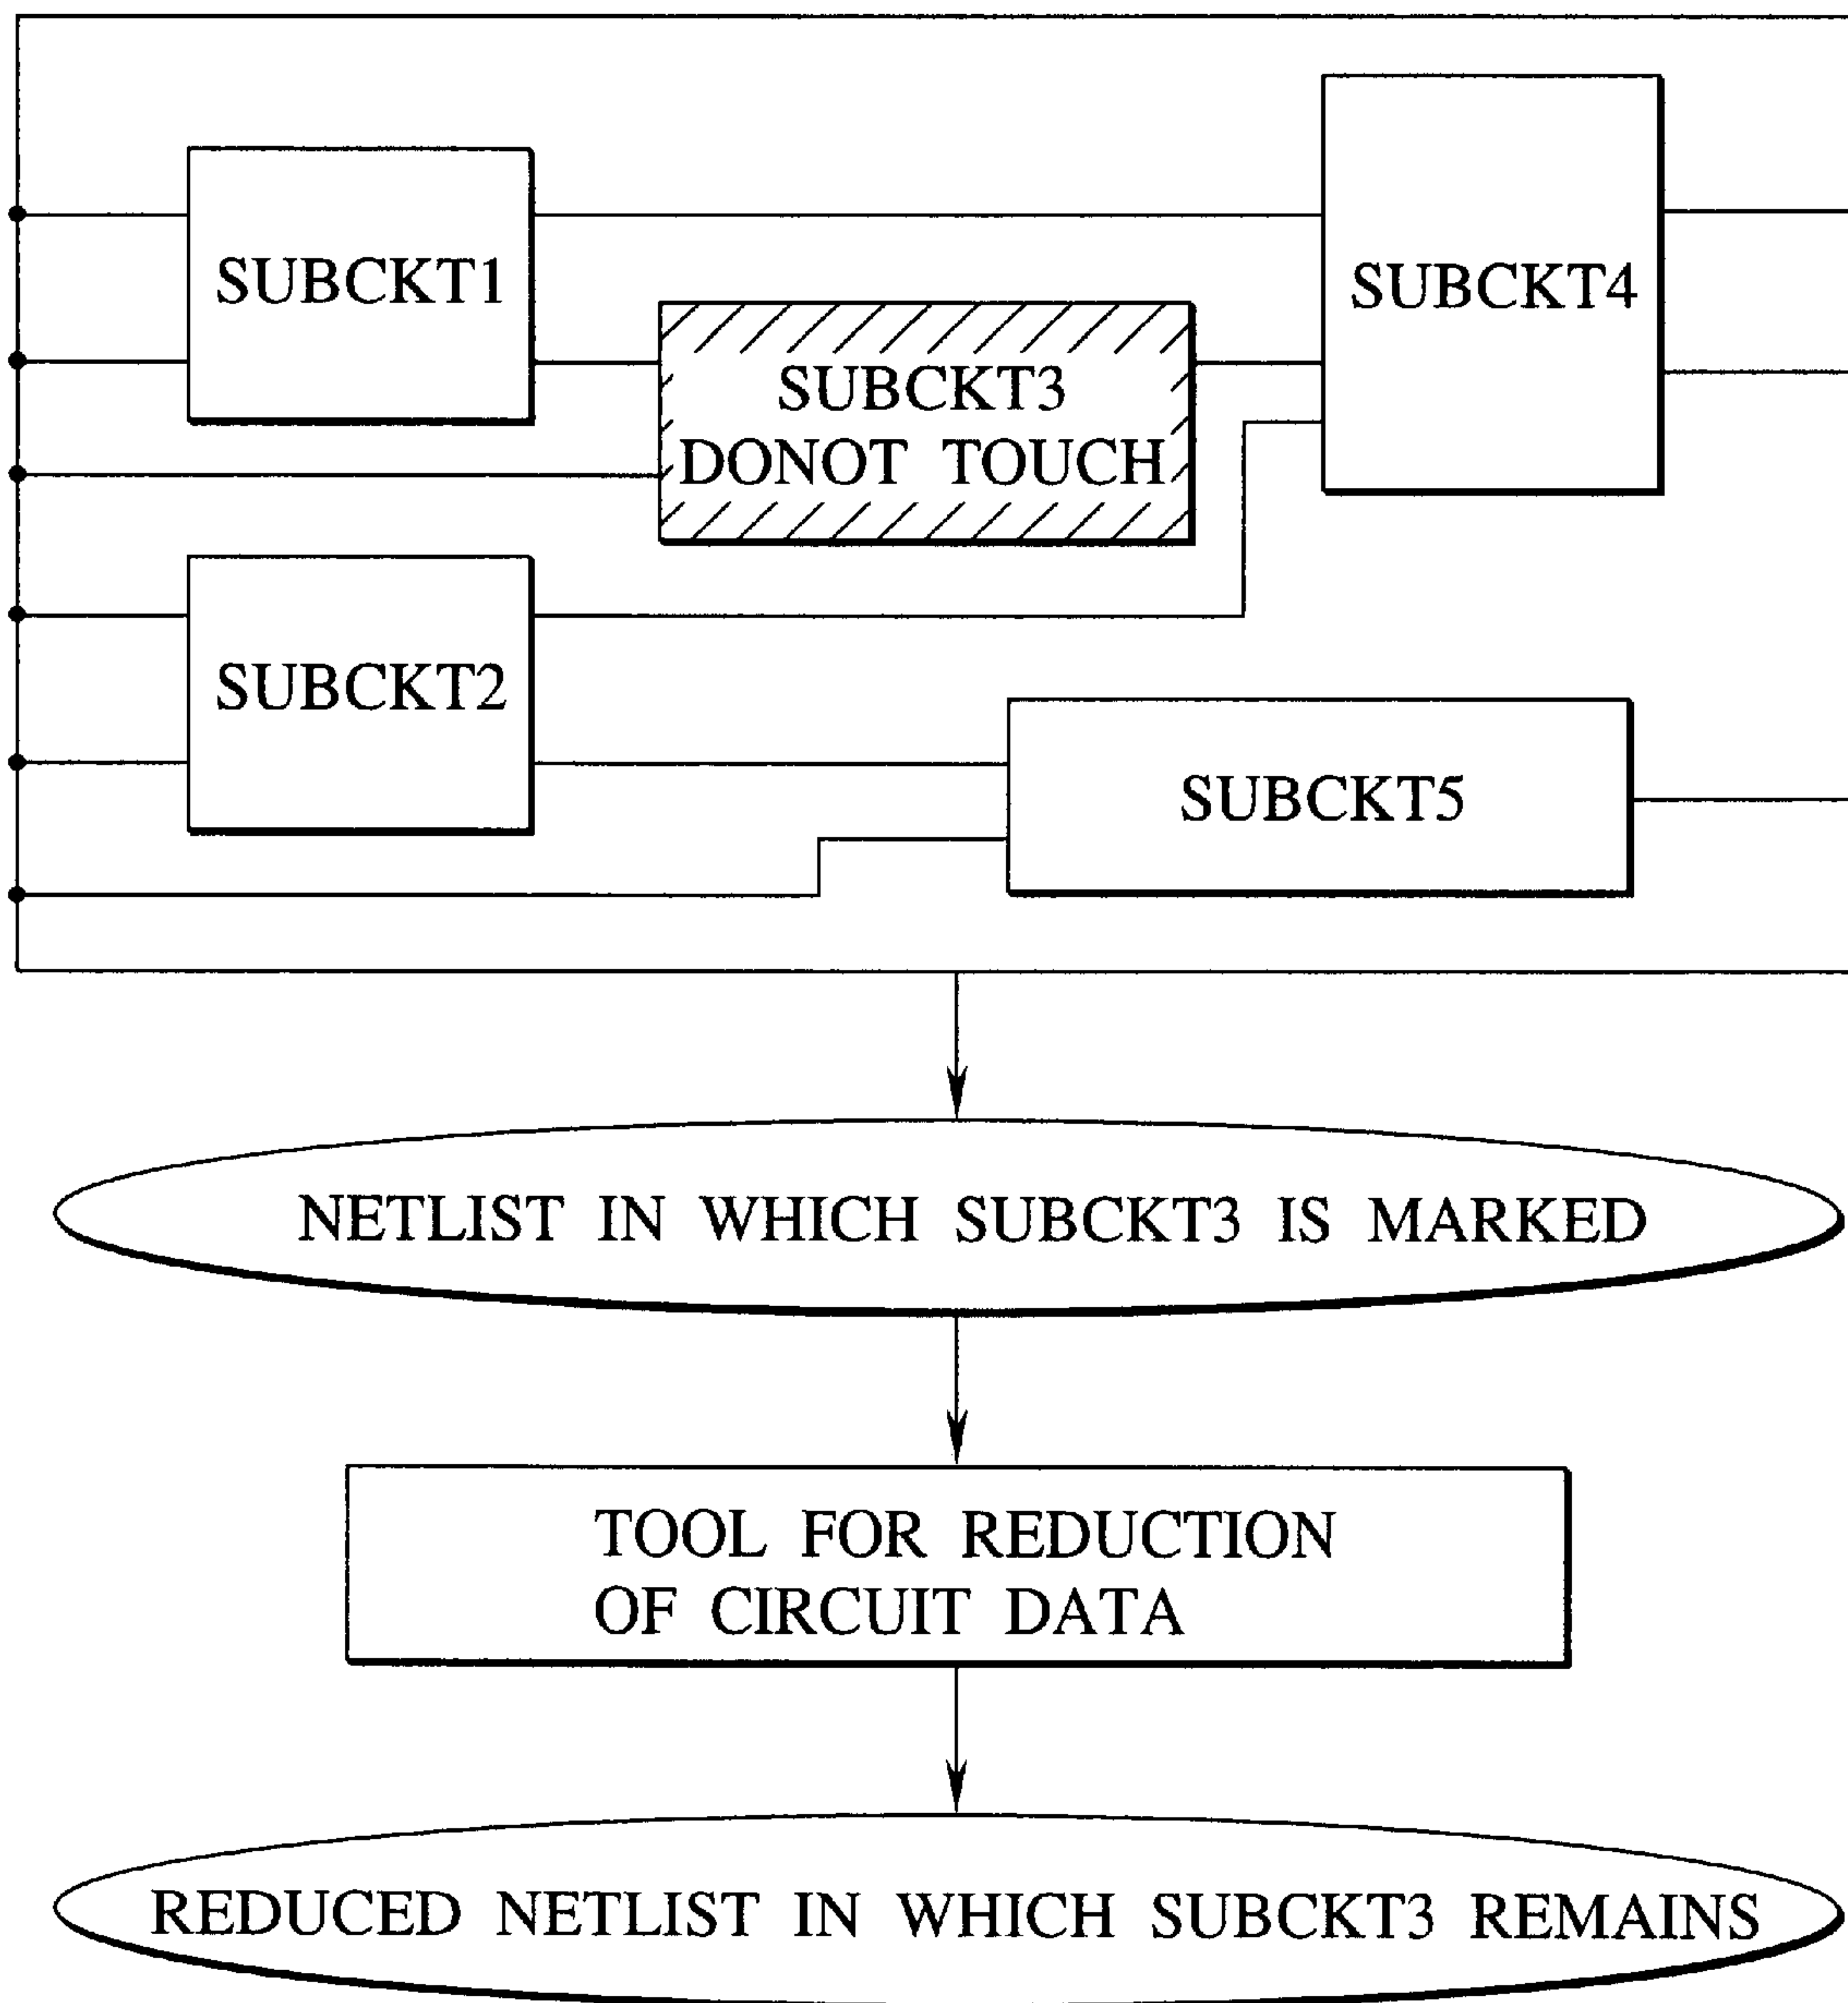 SUBCKT1
SUBCKT4
SUBCKT3
DONOT TOUCH
SUBCKT2
SUBCKT5
NETLIST IN WHICH SUBCKT3 IS MARKED
TOOL FOR REDUCTION
OF CIRCUIT DATA
REDUCED NETLIST IN WHICH SUBCKT3 REMAINS